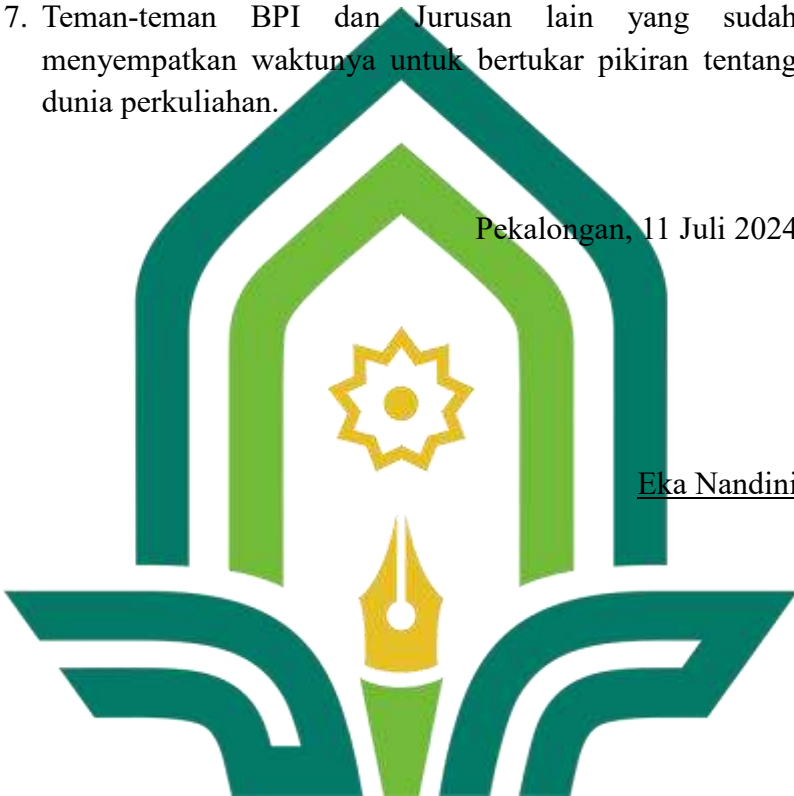 7. Teman-teman BPI dan Jurusan lain yang sudah
menyempatkan waktunya untuk bertukar pikiran tentang
dunia perkuliahan.
Pekalongan, 11 Juli 2024
Eka Nandini